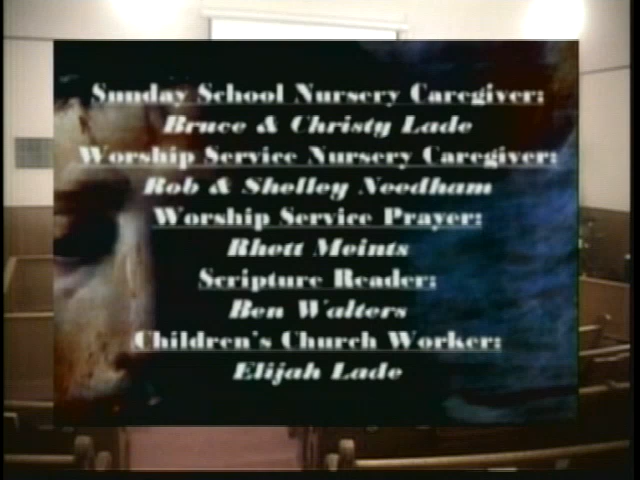 Sunday School Nursery Caregiver:
Bruce & Christy Lade
Worship Service Nursery Caregiver:
Rob & Shelley Needham
Worship Service Prayer:
Rhett Meints
Scripture Reader:
Ben Walters
Children's Church Worker:
Elijah Lade